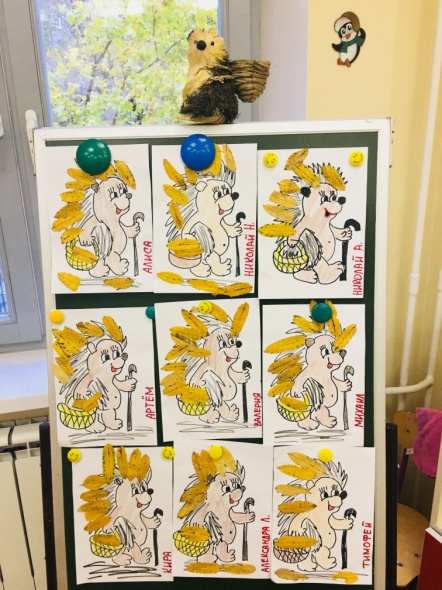 АЛИСА
НИКОЛАЙ Н.
НИКОЛАЙ А.
АРТЁМ
ВАЛЕРИЯ
МИХАИЛ
КИРА
АЛЕКСАНДРА Л.
ТИМОФЕЙ